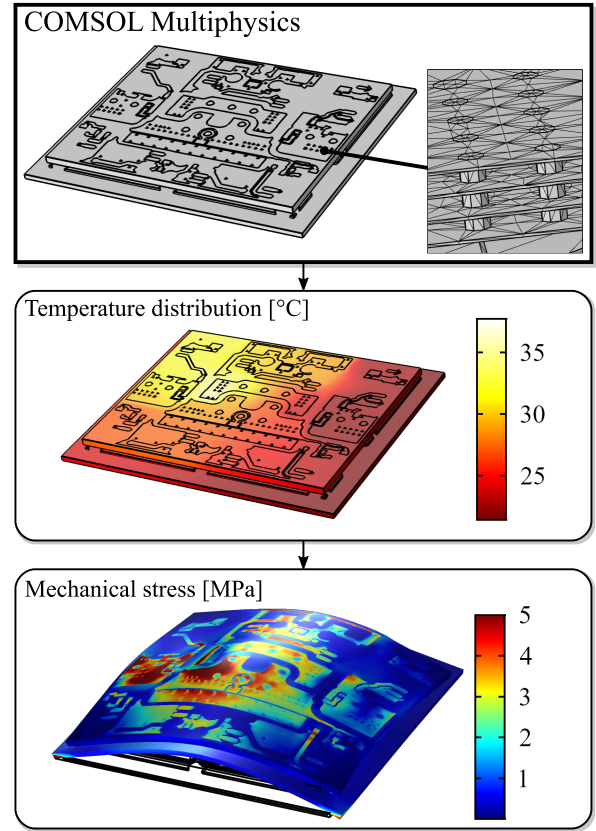 COMSOL Multiphysics
Temperature distribution [°C]
35
30
25
Mechanical stress [MPa]
5
4
3
2
1